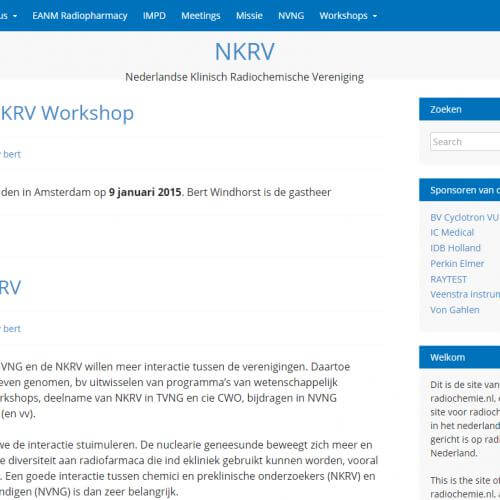 us EANM Radiopharmacy IMPD Meetings Missie NVNG Workshops
NKRV
Nederlandse Klinisch Radiochemische Vereniging
KRV Workshop
bert
den in Amsterdam op 9 januari 2015. Bert Windhorst is de gastheer
RV
bert
VNG en de NKRV willen meer interactie tussen de verenigingen. Daartoe
even genomen, bv uitwisselen van programma’s van wetenschappelijk
rkshops, deelname van NKRV in TVNG en cie CWO, bijdragen in NVNG
(en vv).
we de interactie stuimuleren. De nuclearie geneesunde beweegt zich meer en
e diversiteit aan radiofarmaca die ind ekliniek gebruikt kunnen worden, vooral
. Een goede interactie tussen chemici en preklinische onderzoekers (NKRV) en
ndigen (NVNG) is dan zeer belangrijk.
Zoeken
Search
Sponsoren van d
BV Cyclotron VU
IC Medical
IDB Holland
Perkin Elmer
RAYTEST
Veenstra instrum
Von Gahlen
Welkom
Dit is de site van
radiochemie.nl,
site voor radioch
in het nederland
gericht is op radi
Nederland.
This is the site of
radiochemie.nl, a